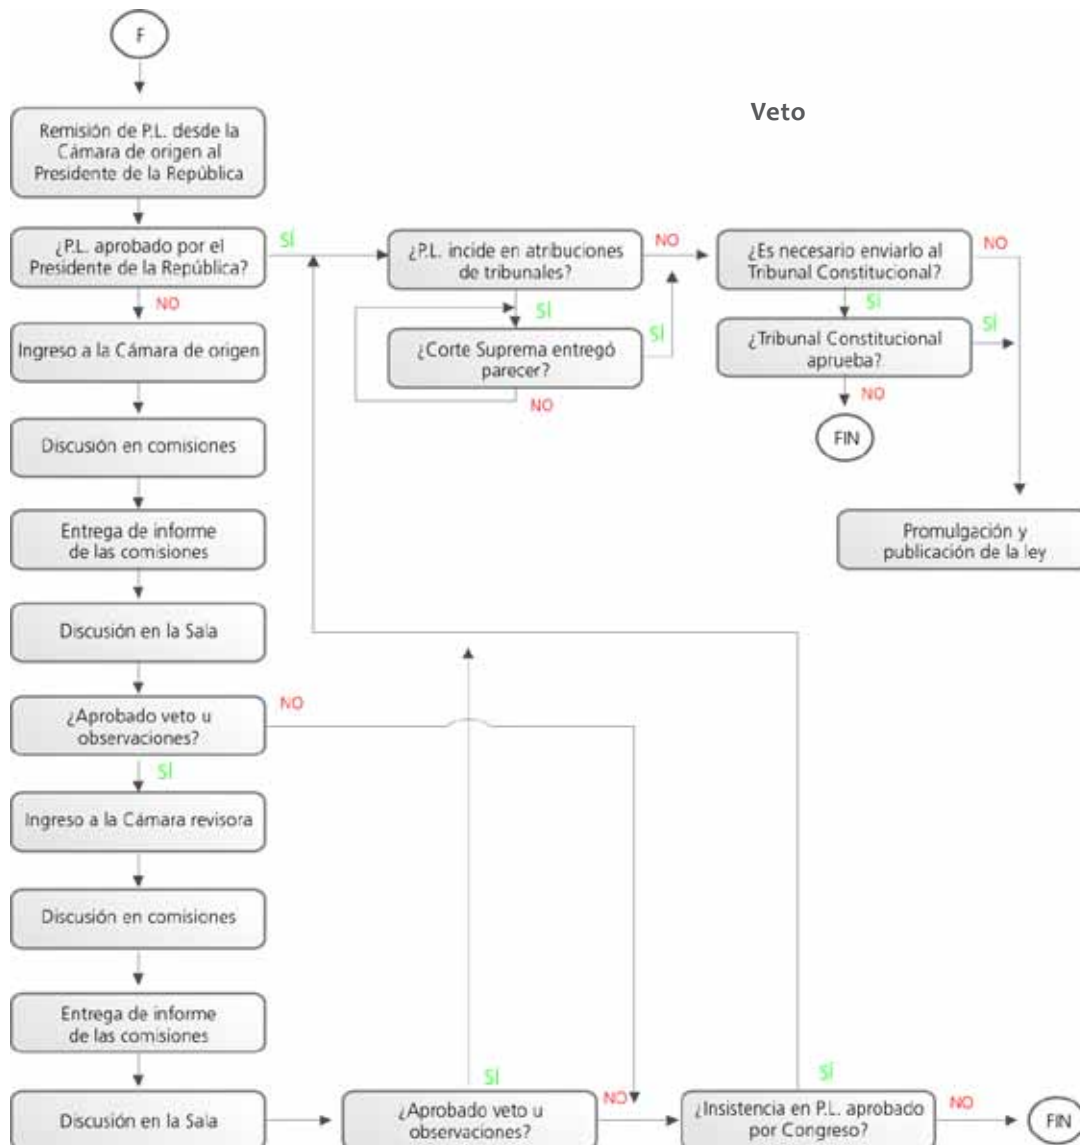 F
Veto
Remisión de P.L. desde la
Cámara de origen al
Presidente de la República
¿P.L. aprobado por el
Presidente de la República?
SÍ
NO
¿P.L. incide en atribuciones
de tribunales?
NO
SÍ
¿Es necesario enviarlo al
Tribunal Constitucional?
NO
SÍ
¿Corte Suprema entregó
parecer?
SÍ
NO
¿Tribunal Constitucional
aprueba?
SÍ
NO
FIN
Promulgación y
publicación de la ley
Ingreso a la Cámara de origen
Discusión en comisiones
Entrega de informe
de las comisiones
Discusión en la Sala
¿Aprobado veto u
observaciones?
NO
SÍ
Ingreso a la Cámara revisora
Discusión en comisiones
Entrega de informe
de las comisiones
Discusión en la Sala
¿Aprobado veto u
observaciones?
SÍ
NO
¿Insistencia en P.L. aprobado
por Congreso?
SÍ
NO
FIN